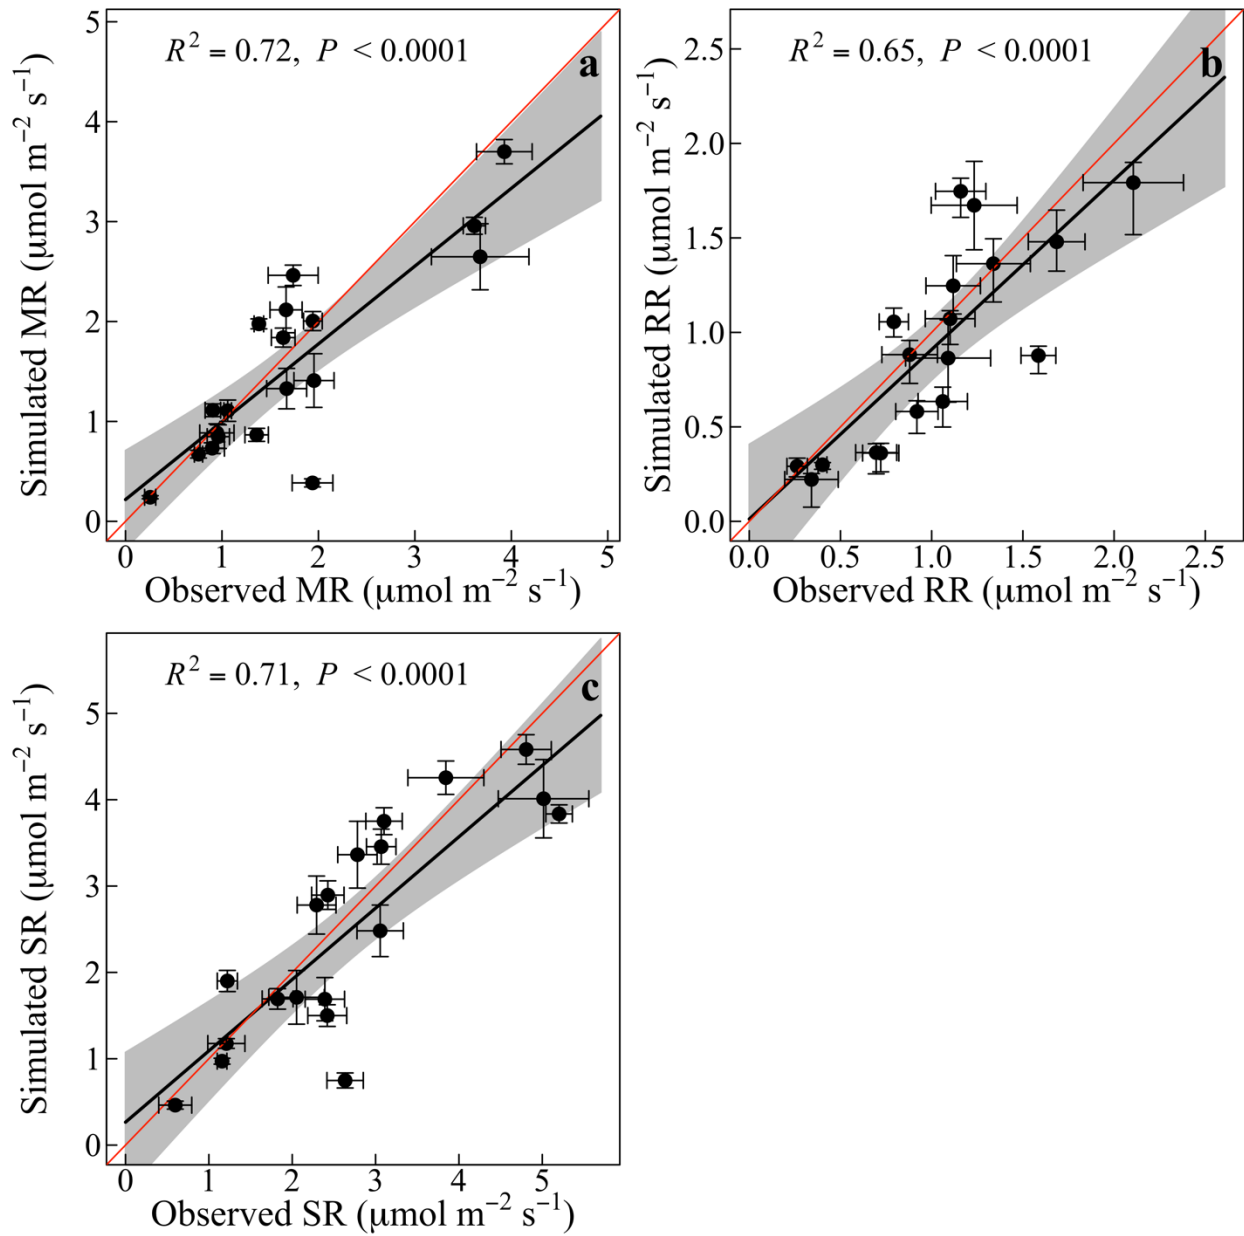 R² = 0.72, P < 0.0001
a
Simulated MR (μmol m⁻² s⁻¹)
5
4
3
2
1
0
0 1 2 3 4 5
Observed MR (μmol m⁻² s⁻¹)
R² = 0.65, P < 0.0001
b
Simulated RR (μmol m⁻² s⁻¹)
2.5
2.0
1.5
1.0
0.5
0.0
0.0 0.5 1.0 1.5 2.0 2.5
Observed RR (μmol m⁻² s⁻¹)
R² = 0.71, P < 0.0001
c
Simulated SR (μmol m⁻² s⁻¹)
5
4
3
2
1
0
0 1 2 3 4 5
Observed SR (μmol m⁻² s⁻¹)